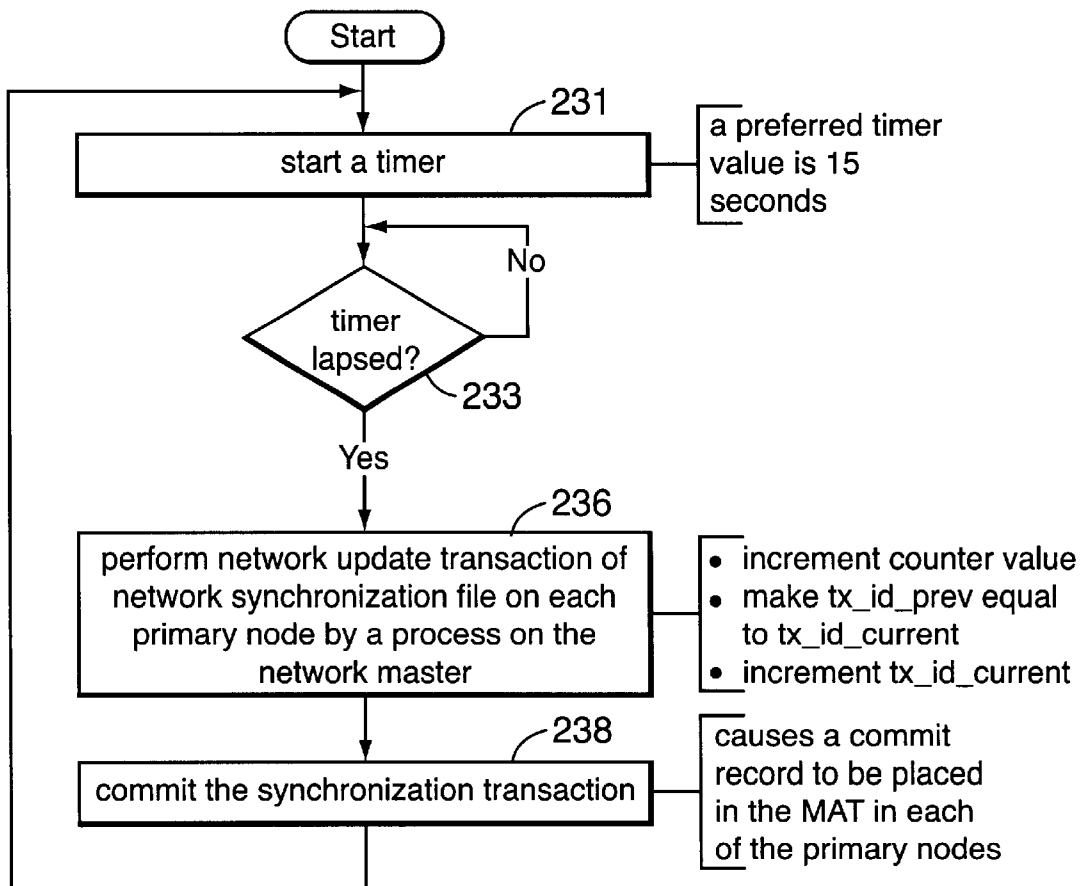 Start
231
start a timer
a preferred timer
value is 15
seconds
No
timer
lapsed?
233
Yes
236
perform network update transaction of
network synchronization file on each
primary node by a process on the
network master
• increment counter value
• make tx_id_prev equal
to tx_id_current
• increment tx_id_current
238
commit the synchronization transaction
causes a commit
record to be placed
in the MAT in each
of the primary nodes